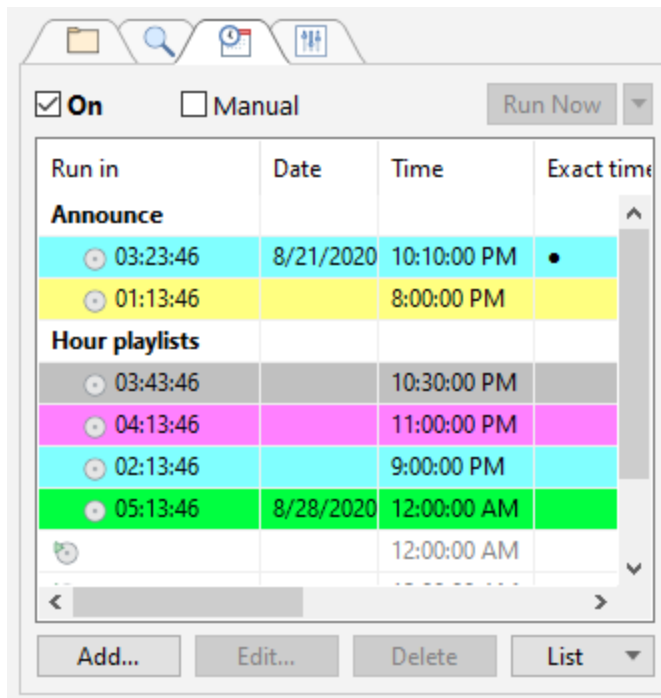 On Manual Run Now
Run in Date Time Exact time
Announce
03:23:46 8/21/2020 10:10:00 PM
01:13:46 8:00:00 PM
Hour playlists
03:43:46 10:30:00 PM
04:13:46 11:00:00 PM
02:13:46 9:00:00 PM
05:13:46 8/28/2020 12:00:00 AM
12:00:00 AM
Add... Edit... Delete List